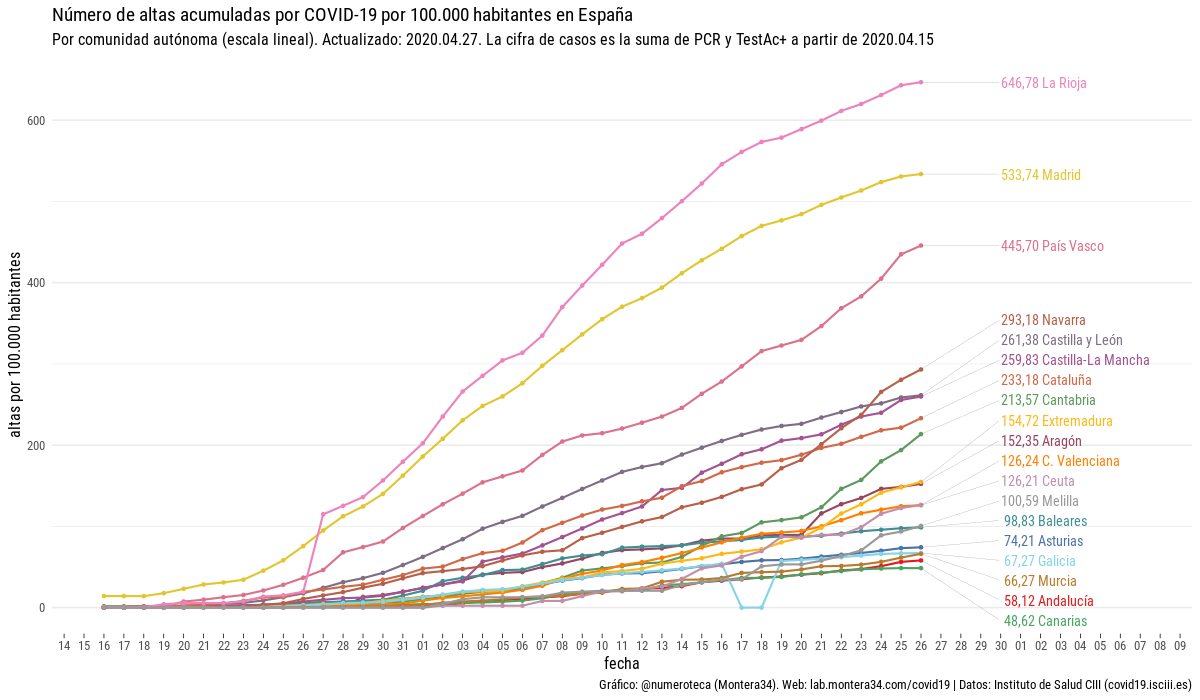 Número de altas acumuladas por COVID-19 por 100.000 habitantes en España
Por comunidad autónoma (escala lineal). Actualizado: 2020.04.27. La cifra de casos es la suma de PCR y TestAc+ a partir de 2020.04.15
altas por 100.000 habitantes
600
400
200
0
646,78 La Rioja
533,74 Madrid
445,70 País Vasco
293,18 Navarra
261,38 Castilla y León
259,83 Castilla-La Mancha
233,18 Cataluña
213,57 Cantabria
154,72 Extremadura
152,35 Aragón
126,24 C. Valenciana
126,21 Ceuta
100,59 Melilla
98,83 Baleares
74,21 Asturias
67,27 Galicia
66,27 Murcia
58,12 Andalucía
48,62 Canarias
14 15 16 17 18 19 20 21 22 23 24 25 26 27 28 29 30 31 01 02 03 04 05 06 07 08 09 10 11 12 13 14 15 16 17 18 19 20 21 22 23 24 25 26 27 28 29 30 01 02 03 04 05 06 07 08 09
fecha
Gráfico: @numeroteca (Montera34). Web: lab.montera34.com/covid19 | Datos: Instituto de Salud CIII (covid19.isciii.es)